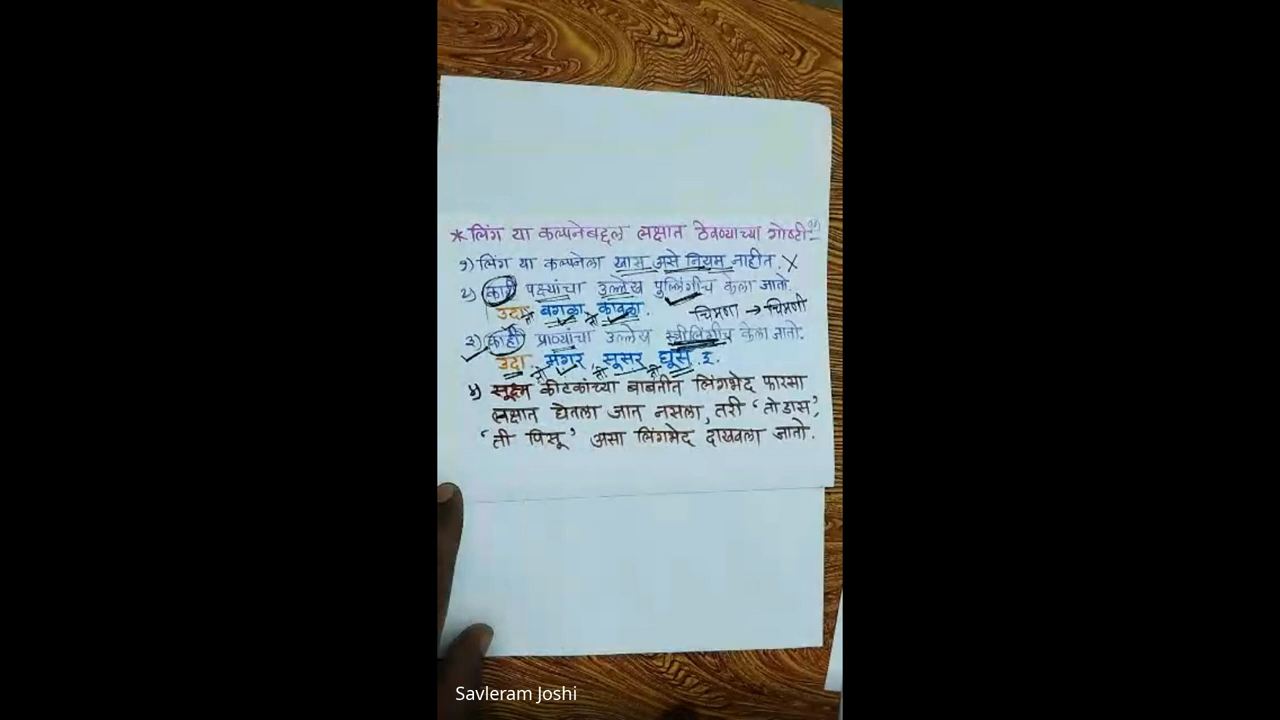 * लिंग या कल्पनेबद्दल लक्षात ठेवण्याच्या गोष्टी:-
१) लिंग या कल्पनेला खास असे नियम नाहीत. X
२) काही पक्ष्यांचा उल्लेख पुल्लिंगीच केला जातो.
उदा. बगळा, कावळा. चिमणा → चिमणी
३) काही प्राण्यांचा उल्लेख स्त्रीलिंगीच केला जातो.
उदा. मगर, सूसर, घूस इ.
४) सूक्ष्म कीटकांच्या बाबतीत लिंगभेद फारसा
लक्षात घेतला जात नसला, तरी 'तो डास',
'ती पिसू' असा लिंगभेद दाखवला जातो.
Savleram Joshi